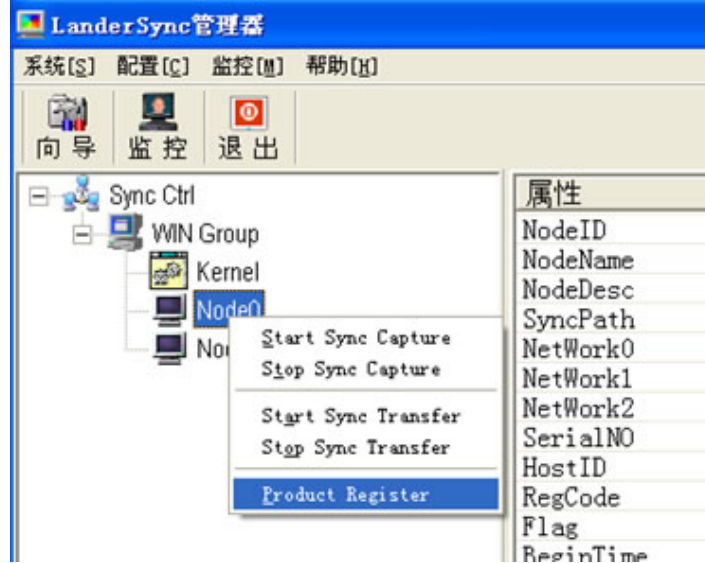 LanderSync管理器
系统[S] 配置[C] 监控[M] 帮助[H]
向 导 监 控 退 出
Sync Ctrl
WIN Group
Kernel
Node0
Start Sync Capture
Stop Sync Capture
Start Sync Transfer
Stop Sync Transfer
Product Register
属性
NodeID
NodeName
NodeDesc
SyncPath
NetWork0
NetWork1
NetWork2
SerialNO
HostID
RegCode
Flag
BeginTime